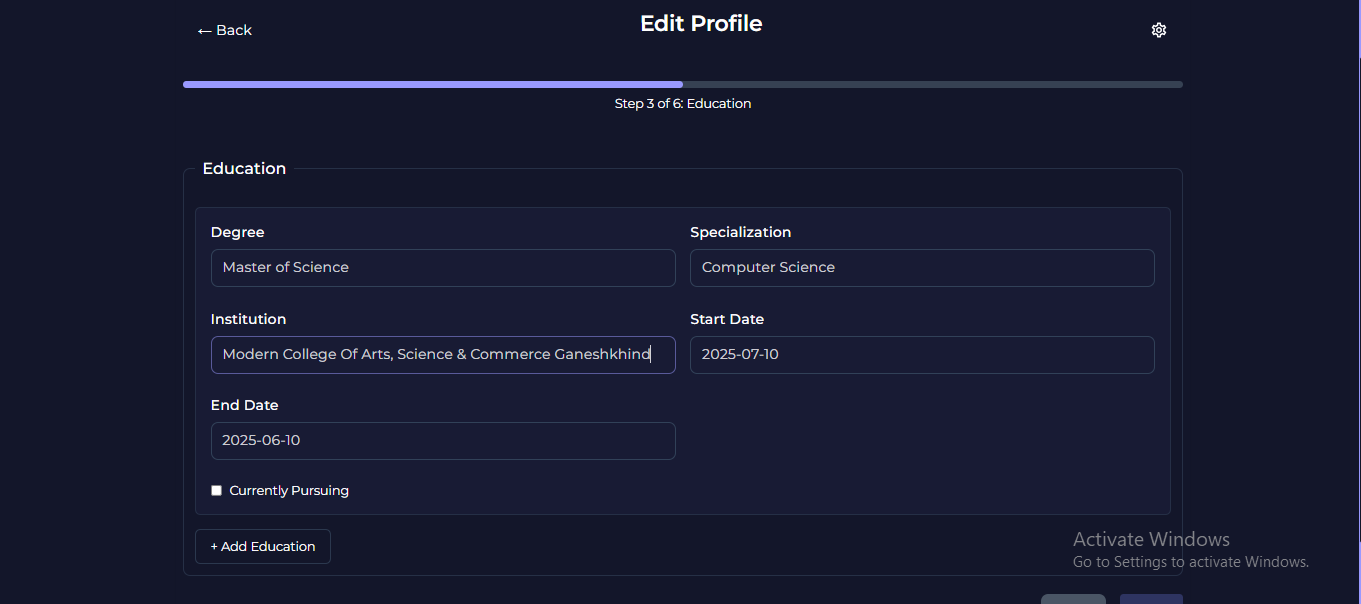 ← Back
Edit Profile
Step 3 of 6: Education
Education
Degree
Specialization
Master of Science
Computer Science
Institution
Start Date
Modern College Of Arts, Science & Commerce Ganeshkhind
2025-07-10
End Date
2025-06-10
Currently Pursuing
+ Add Education
Activate Windows
Go to Settings to activate Windows.